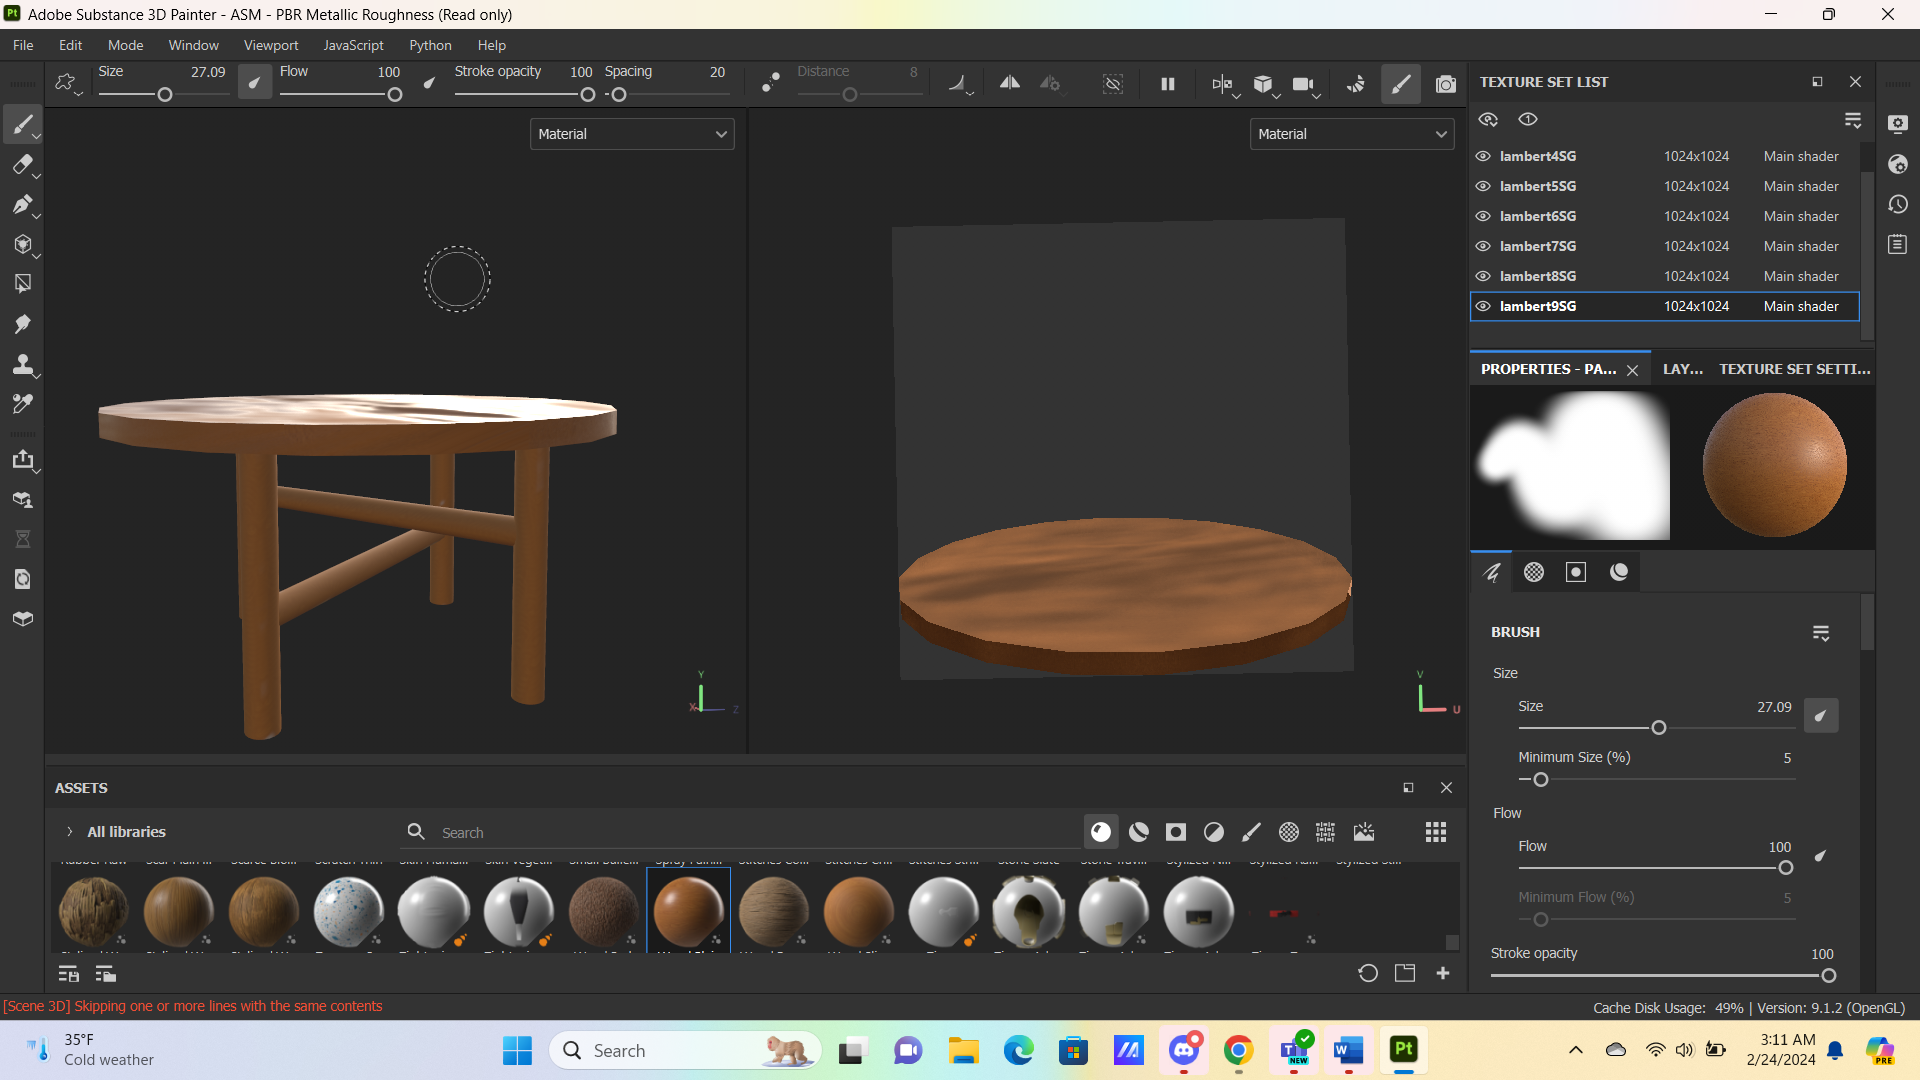 Adobe Substance 3D Painter - ASM - PBR Metallic Roughness (Read only)
File Edit Mode Window Viewport JavaScript Python Help
Size 27.09 Flow 100 Stroke opacity 100 Spacing 20 Distance 8
Material
Material
Y
X
Z
V
U
TEXTURE SET LIST
lambert4SG 1024x1024 Main shader
lambert5SG 1024x1024 Main shader
lambert6SG 1024x1024 Main shader
lambert7SG 1024x1024 Main shader
lambert8SG 1024x1024 Main shader
lambert9SG 1024x1024 Main shader
PROPERTIES - PA... LAY... TEXTURE SET SETTI...
BRUSH
Size
Size 27.09
Minimum Size (%) 5
Flow
Flow 100
Minimum Flow (%) 5
Stroke opacity 100
ASSETS
All libraries Search
[Scene 3D] Skipping one or more lines with the same contents
Cache Disk Usage: 49% | Version: 9.1.2 (OpenGL)
35°F
Cold weather
Search
NEW
Pt
3:11 AM
2/24/2024
PRE